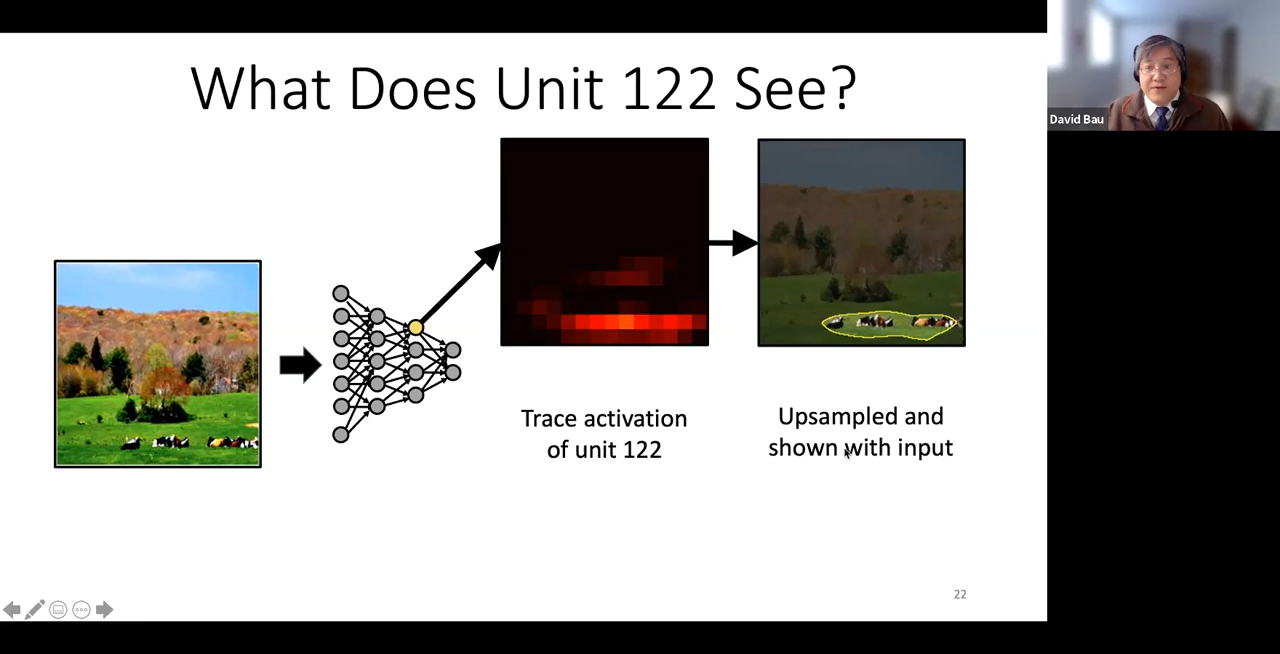 What Does Unit 122 See?
David Bau
Trace activation
of unit 122
Upsampled and
shown with input
22